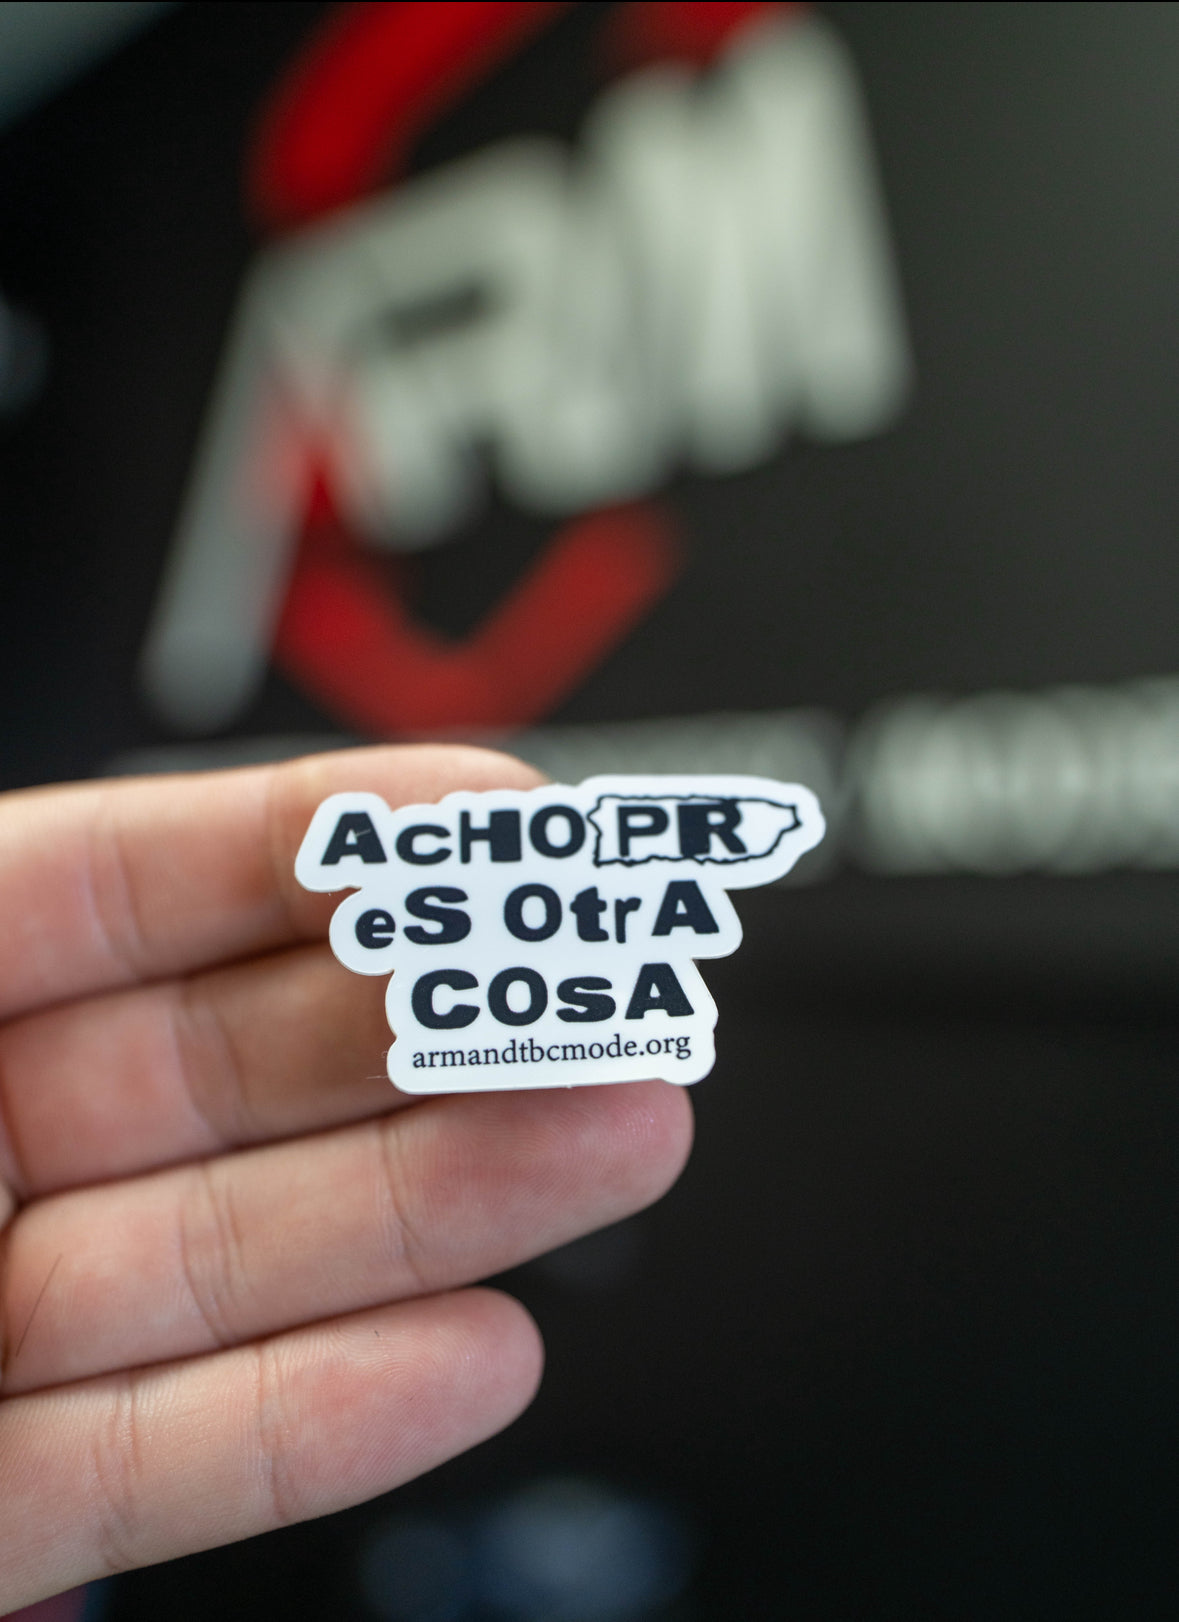 AcHO PR
eS OtrA
COsA
armandtbcmode.org